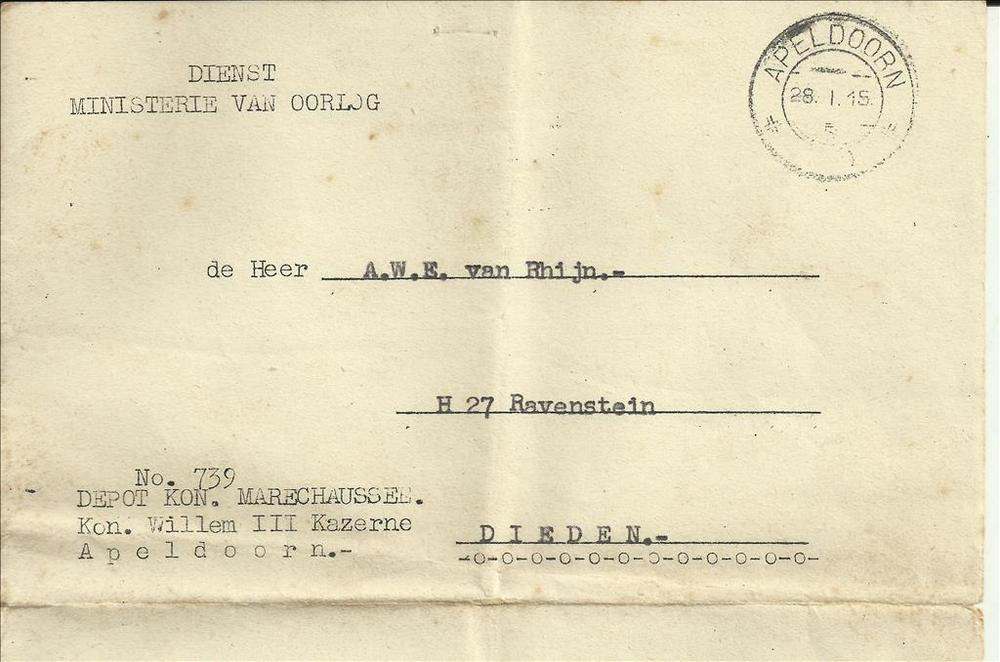 DIENST
MINISTERIE VAN OORLOG
APELDOORN
28. I.
5
de Heer A.W.E. van Rhijn.-
H 27 Ravenstein
No. 739
DEPOT KON. MARECHAUSSEE.
Kon. Willem III Kazerne
Apeldoorn.-
DIEDEN.-
-o-o-o-o-o-o-o-o-o-o-o-o-